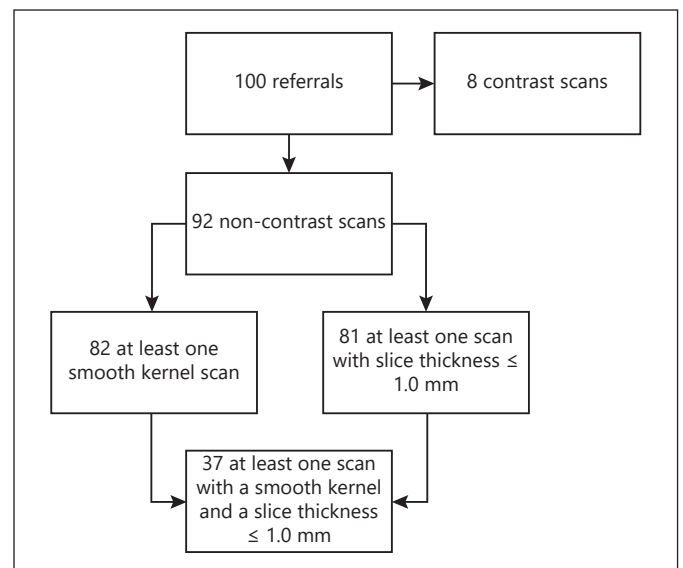 100 referrals
8 contrast scans
92 non-contrast scans
82 at least one
smooth kernel scan
81 at least one scan
with slice thickness ≤
1.0 mm
37 at least one scan
with a smooth kernel
and a slice thickness
≤ 1.0 mm